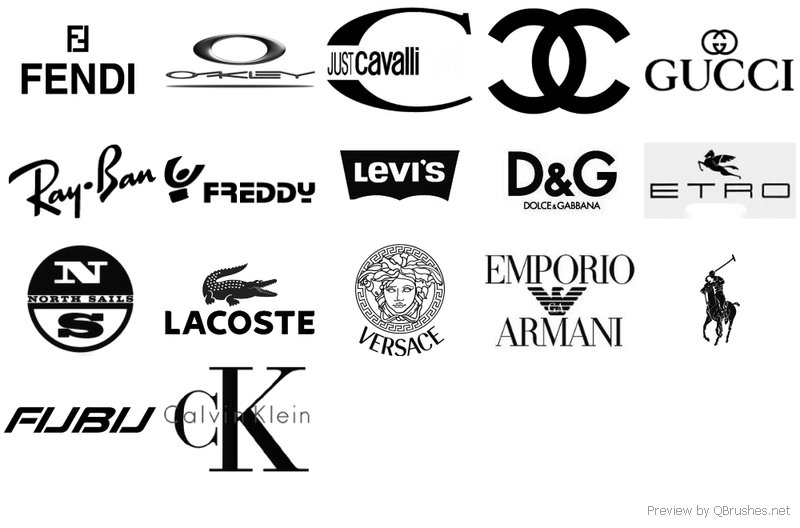 FENDI
OAKLEY
JUST cavalli
GUCCI
Ray-Ban
FREDDY
LEVI'S
D&G
DOLCE&GABBANA
ETRO
N
NORTH SAILS
S
LACOSTE
VERSACE
EMPORIO
ARMANI
FUBU
CK
Calvin Klein
Preview by QBrushes.net